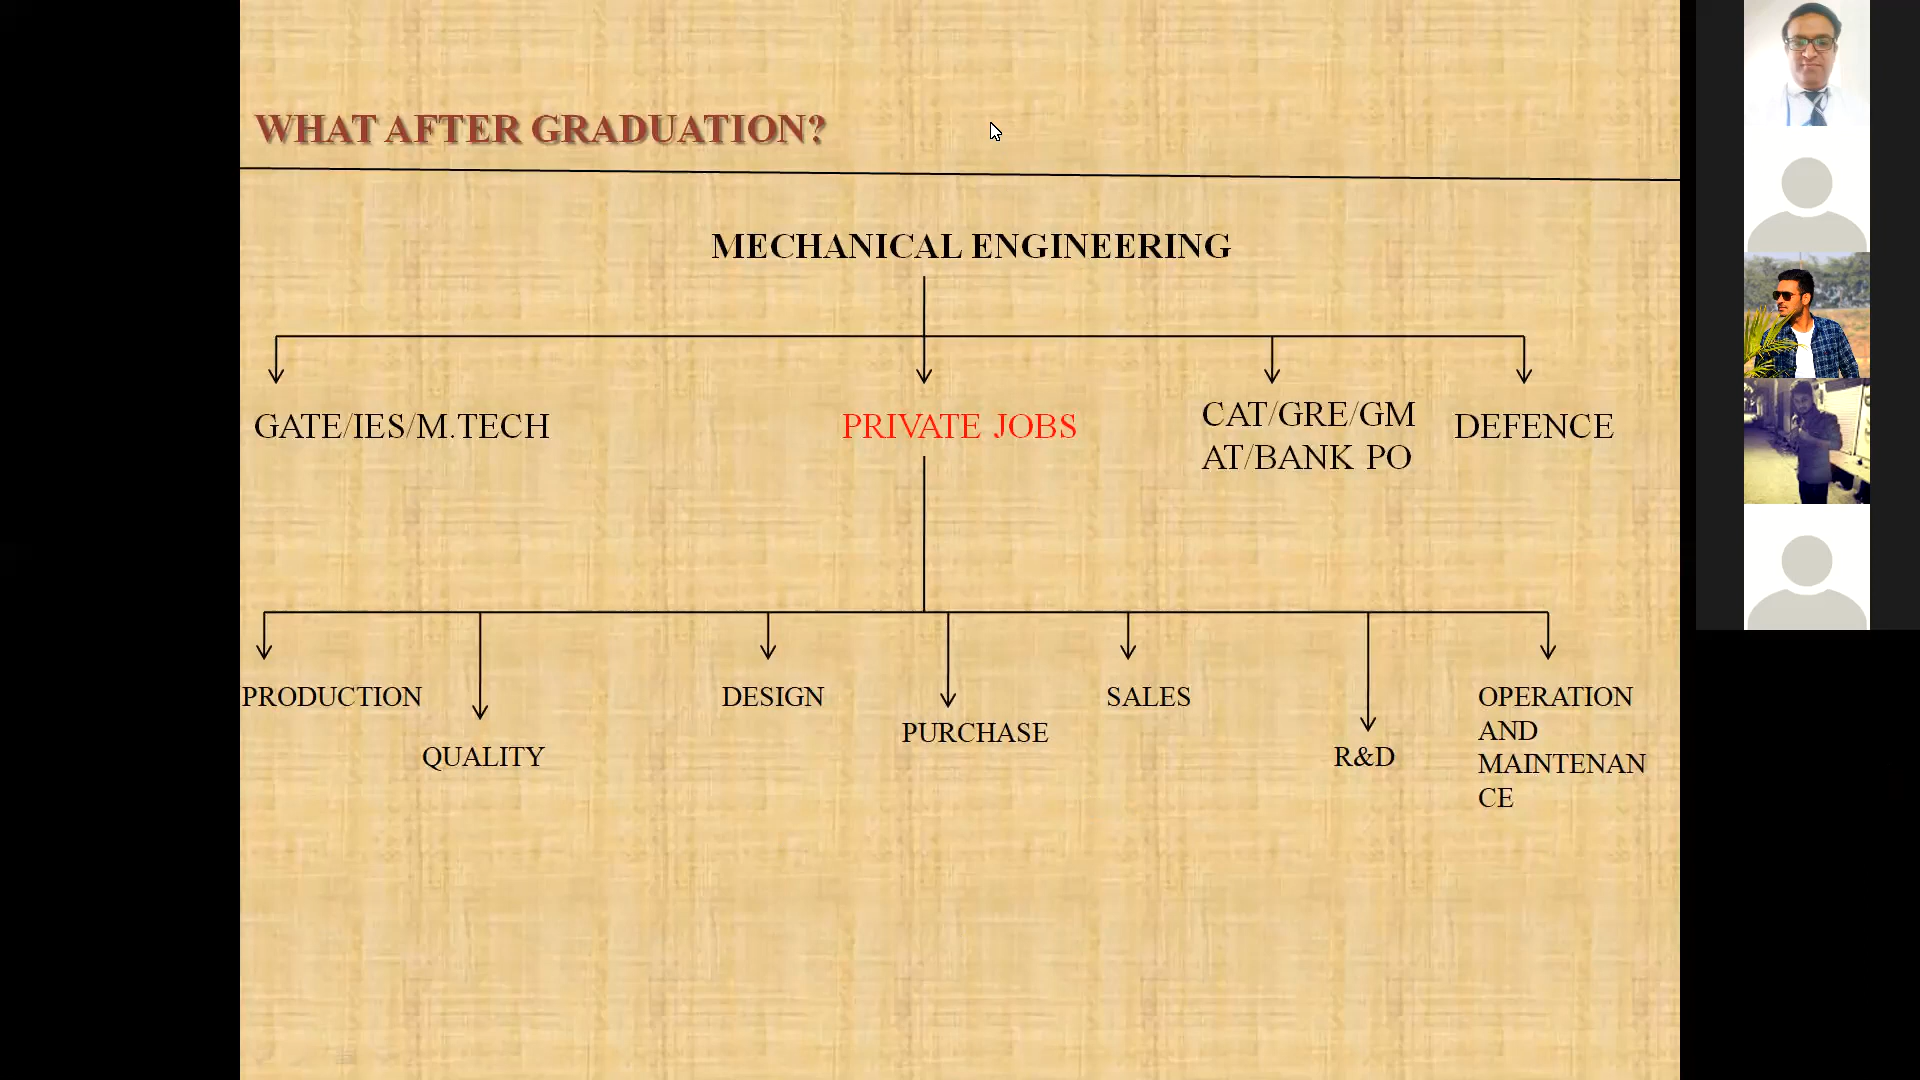 WHAT AFTER GRADUATION?
MECHANICAL ENGINEERING
GATE/IES/M.TECH
PRIVATE JOBS
CAT/GRE/GM
AT/BANK PO
DEFENCE
PRODUCTION
QUALITY
DESIGN
PURCHASE
SALES
R&D
OPERATION
AND
MAINTENAN
CE